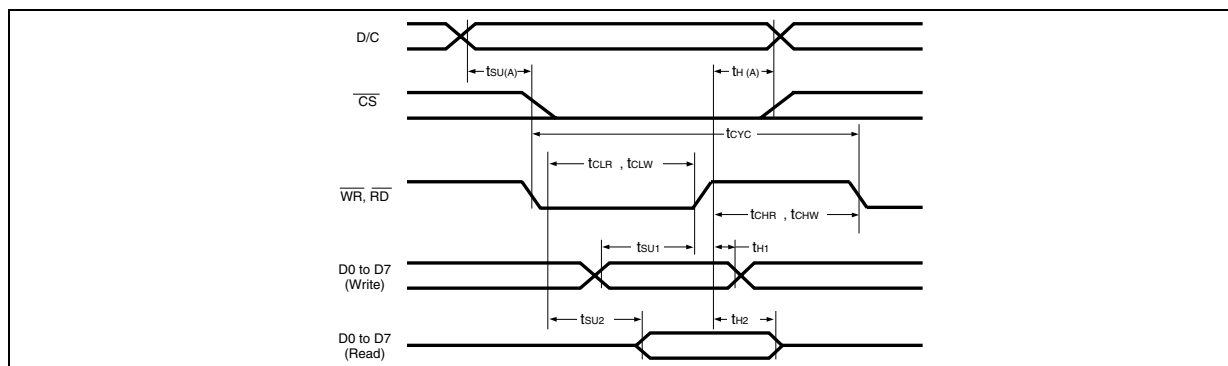 D/C
tSU(A)
tH (A)
CS
tCYC
tCLR , tCLW
WR, RD
tCHR , tCHW
tSU1
tH1
D0 to D7
(Write)
tSU2
tH2
D0 to D7
(Read)